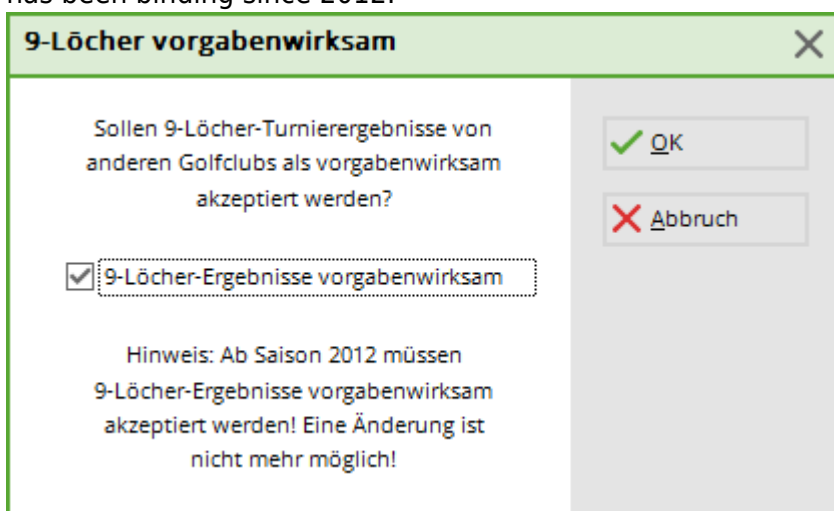 has been binding since 2012.
9-Löcher vorgabenwirksam
Sollen 9-Löcher-Turnierergebnisse von
anderen Golfclubs als vorgabenwirksam
akzeptiert werden?
OK
Abbruch
9-Löcher-Ergebnisse vorgabenwirksam
Hinweis: Ab Saison 2012 müssen
9-Löcher-Ergebnisse vorgabenwirksam
akzeptiert werden! Eine Änderung ist
nicht mehr möglich!